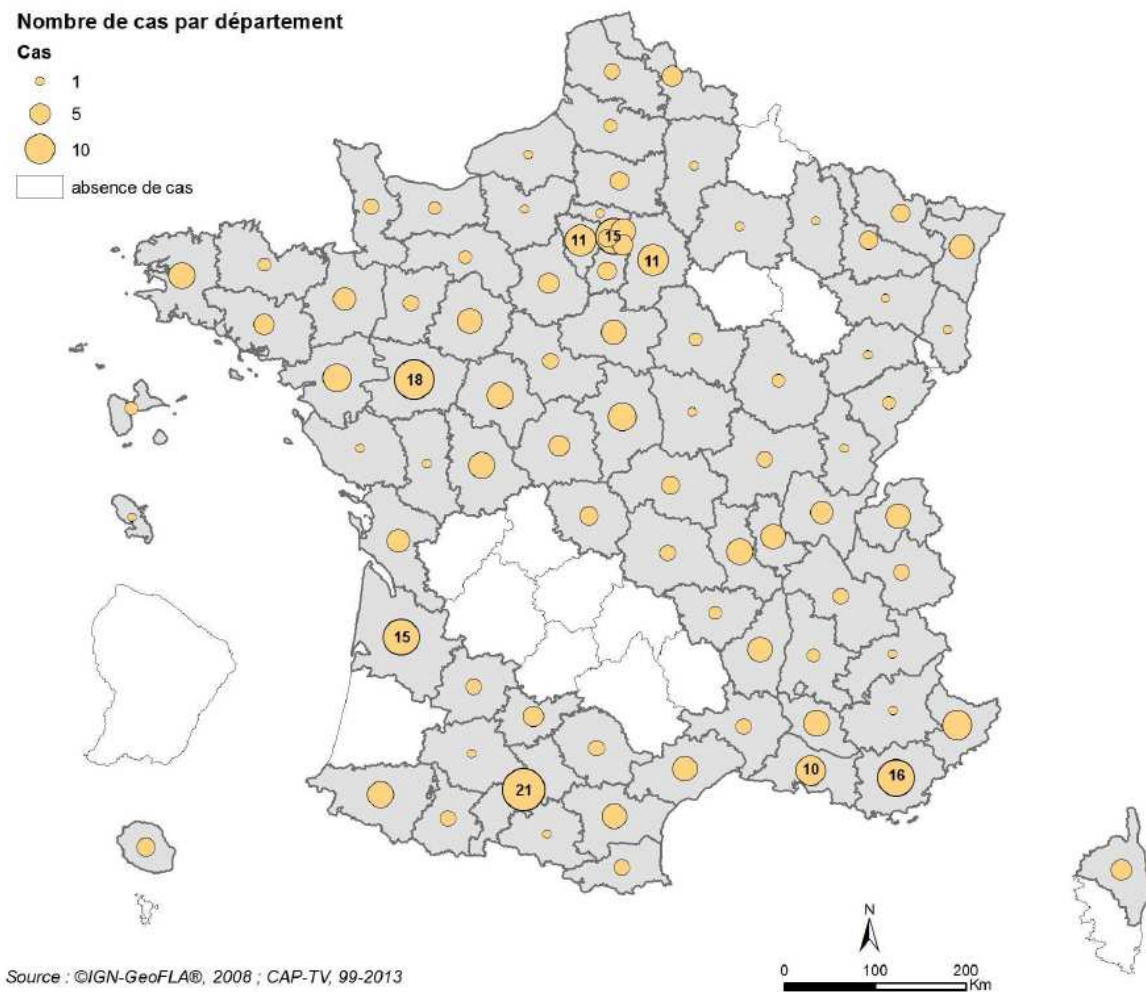 Nombre de cas par département
Cas
1
5
10
absence de cas
11
15
11
18
15
10
16
21
N
0 100 200
Km
Source : ©IGN-GeoFLA®, 2008 ; CAP-TV, 99-2013